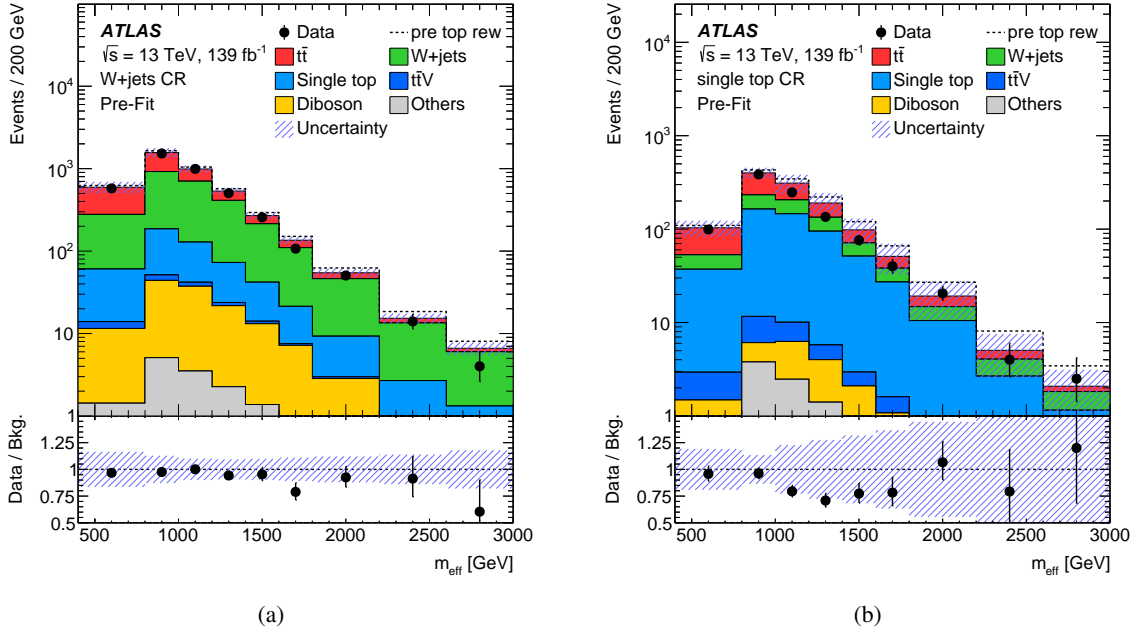 Events / 200 GeV
10⁴
10³
10²
10
1
ATLAS
√s = 13 TeV, 139 fb⁻¹
W+jets CR
Pre-Fit
Data
pre top rew
tt̄
W+jets
Single top
tt̄V
Diboson
Others
Uncertainty
Data / Bkg.
1.25
1
0.75
0.5
500 1000 1500 2000 2500 3000
m_eff [GeV]
(a)
Events / 200 GeV
10⁴
10³
10²
10
1
ATLAS
√s = 13 TeV, 139 fb⁻¹
single top CR
Pre-Fit
Data
pre top rew
tt̄
W+jets
Single top
tt̄V
Diboson
Others
Uncertainty
Data / Bkg.
1.25
1
0.75
0.5
500 1000 1500 2000 2500 3000
m_eff [GeV]
(b)